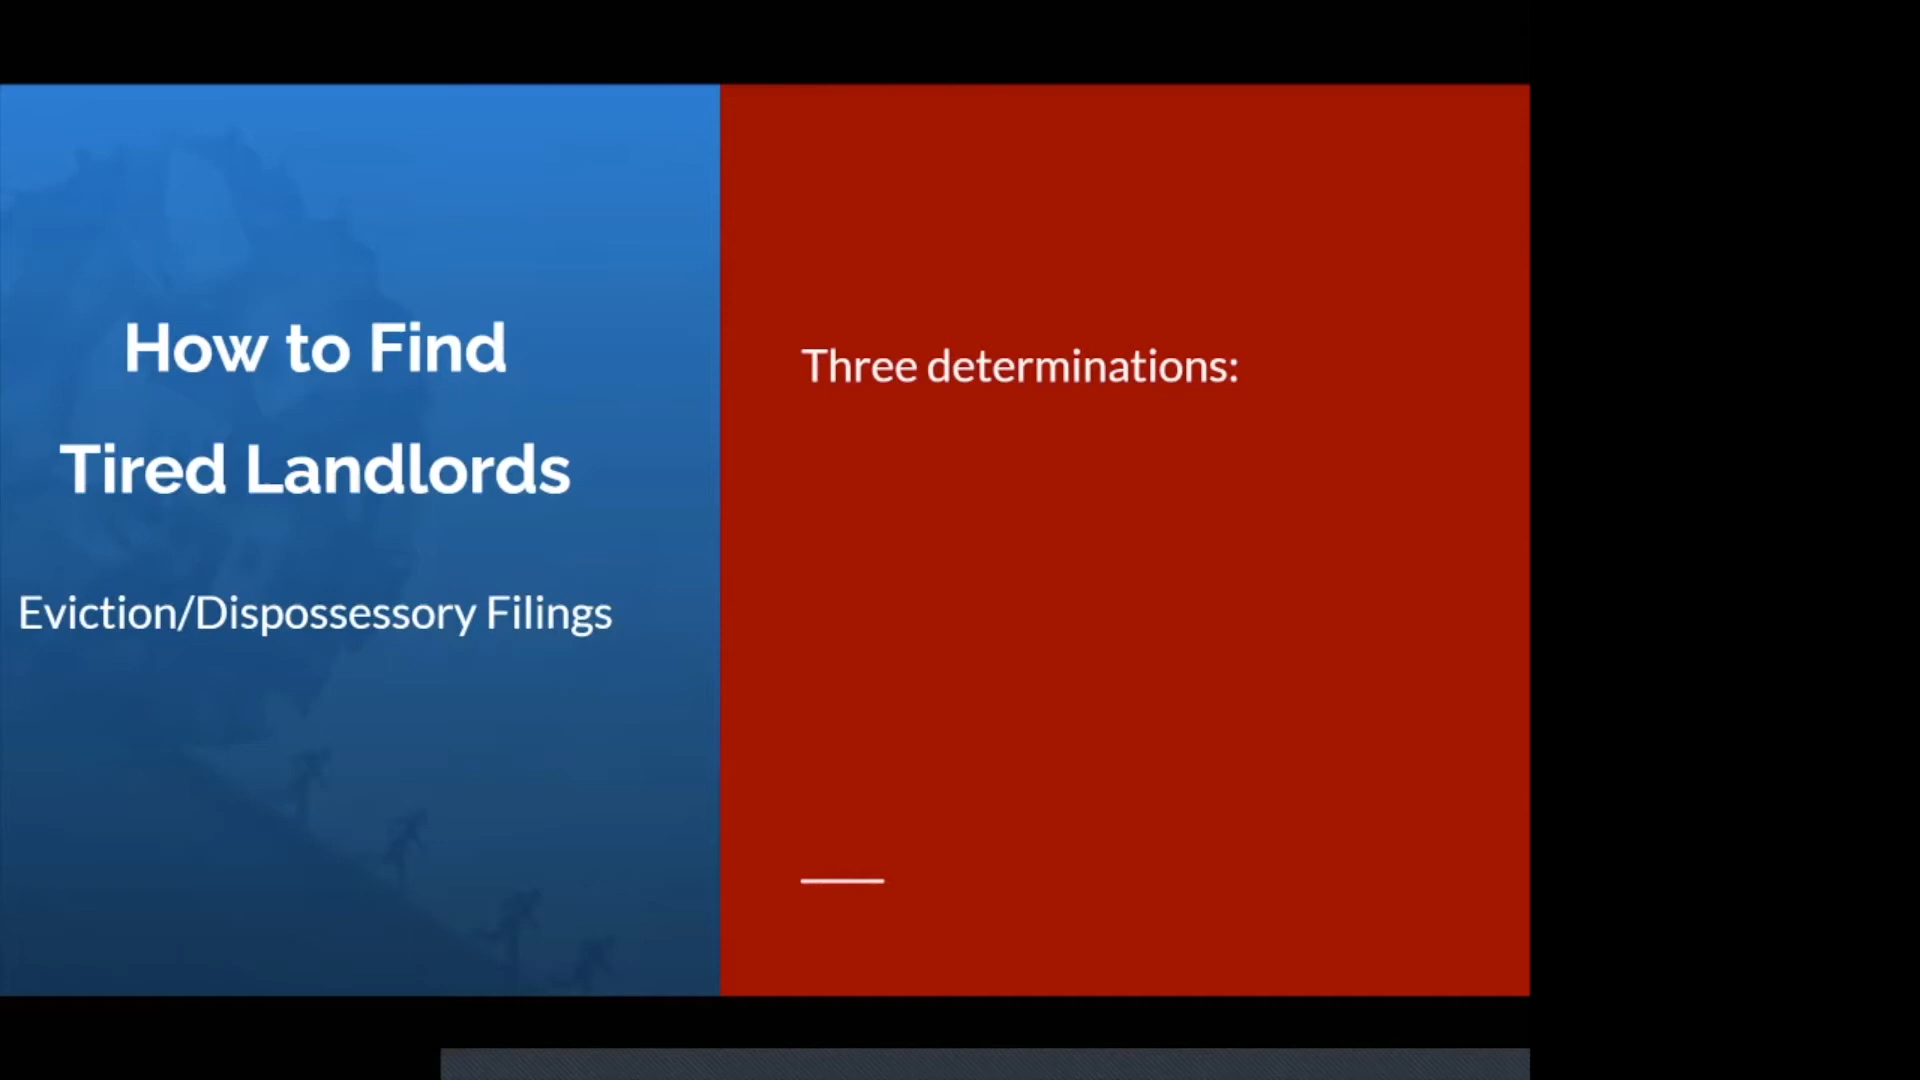 How to Find
Tired Landlords
Eviction/Dispossessory Filings
Three determinations: